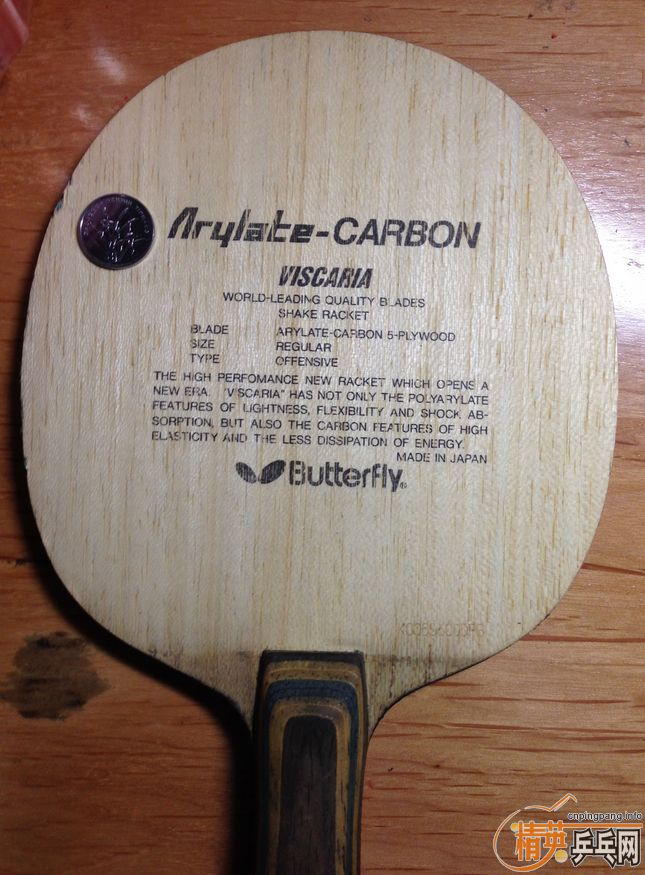 Arylate-CARBON
VISCARIA
WORLD-LEADING QUALITY BLADES
SHAKE RACKET
BLADE ARYLATE-CARBON 5-PLYWOOD
SIZE REGULAR
TYPE OFFENSIVE
THE HIGH PERFOMANCE NEW RACKET WHICH OPENS A
NEW ERA. "VISCARIA" HAS NOT ONLY THE POLYARYLATE
FEATURES OF LIGHTNESS, FLEXIBILITY AND SHOCK AB-
SORPTION, BUT ALSO THE CARBON FEATURES OF HIGH
ELASTICITY AND THE LESS DISSIPATION OF ENERGY.
MADE IN JAPAN
Butterfly®
cnpingpang.info
精英乒乓网